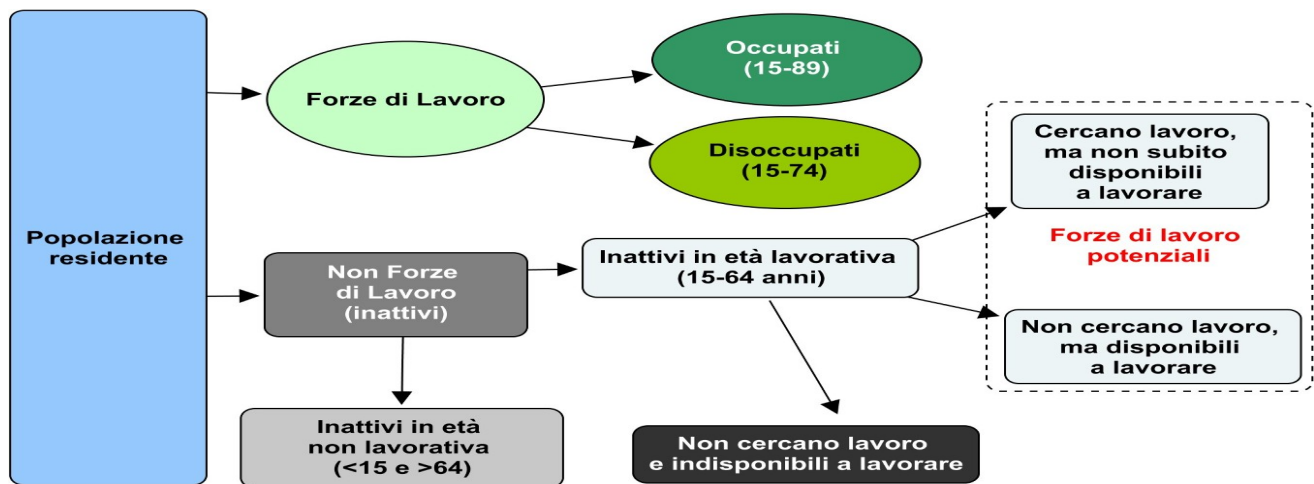 Popolazione
residente
Forze di Lavoro
Occupati
(15-89)
Disoccupati
(15-74)
Non Forze
di Lavoro
(inattivi)
Inattivi in età
non lavorativa
(<15 e >64)
Inattivi in età lavorativa
(15-64 anni)
Non cercano lavoro
e indisponibili a lavorare
Cercano lavoro,
ma non subito
disponibili
a lavorare
Forze di lavoro
potenziali
Non cercano lavoro,
ma disponibili
a lavorare